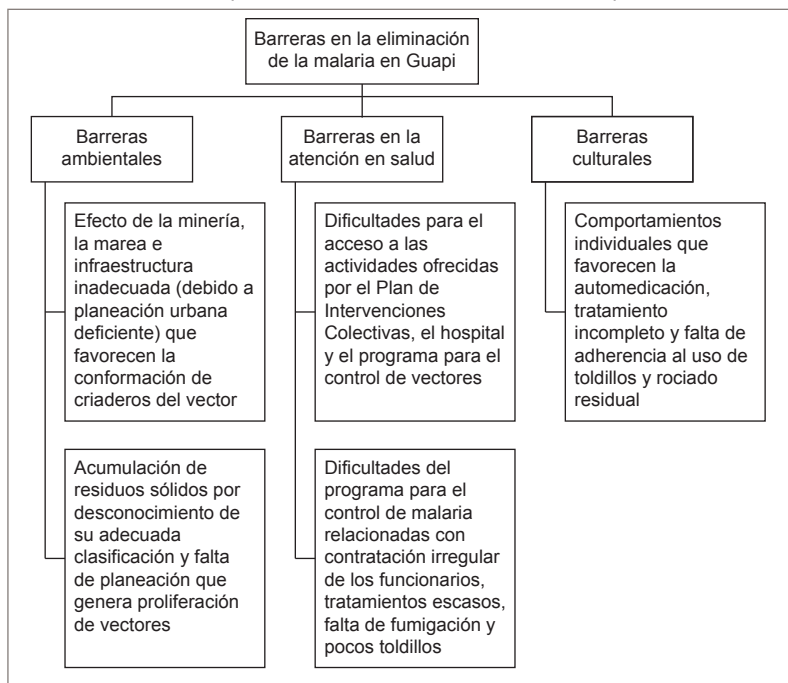 Barreras en la eliminación
de la malaria en Guapi
Barreras
ambientales
Efecto de la minería,
la marea e
infraestructura
inadecuada (debido a
planeación urbana
deficiente) que
favorecen la
conformación de
criaderos del vector
Acumulación de
residuos sólidos por
desconocimiento de
su adecuada
clasificación y falta
de planeación que
genera proliferación
de vectores
Barreras en la
atención en salud
Dificultades para el
acceso a las
actividades ofrecidas
por el Plan de
Intervenciones
Colectivas, el hospital
y el programa para el
control de vectores
Dificultades del
programa para el
control de malaria
relacionadas con
contratación irregular
de los funcionarios,
tratamientos escasos,
falta de fumigación y
pocos toldillos
Barreras
culturales
Comportamientos
individuales que
favorecen la
automedicación,
tratamiento
incompleto y falta de
adherencia al uso de
toldillos y rociado
residual